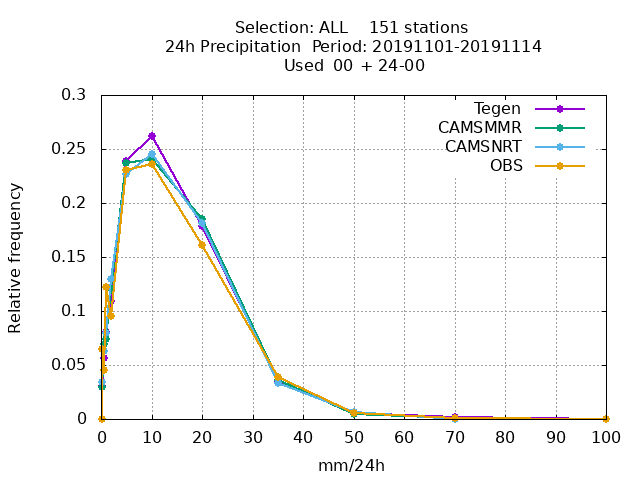 Selection: ALL    151 stations
24h Precipitation  Period: 20191101-20191114
Used  00 + 24-00
Tegen
CAMSMMR
CAMSNRT
OBS
0.3
0.25
0.2
0.15
0.1
0.05
0
Relative frequency
0 10 20 30 40 50 60 70 80 90 100
mm/24h